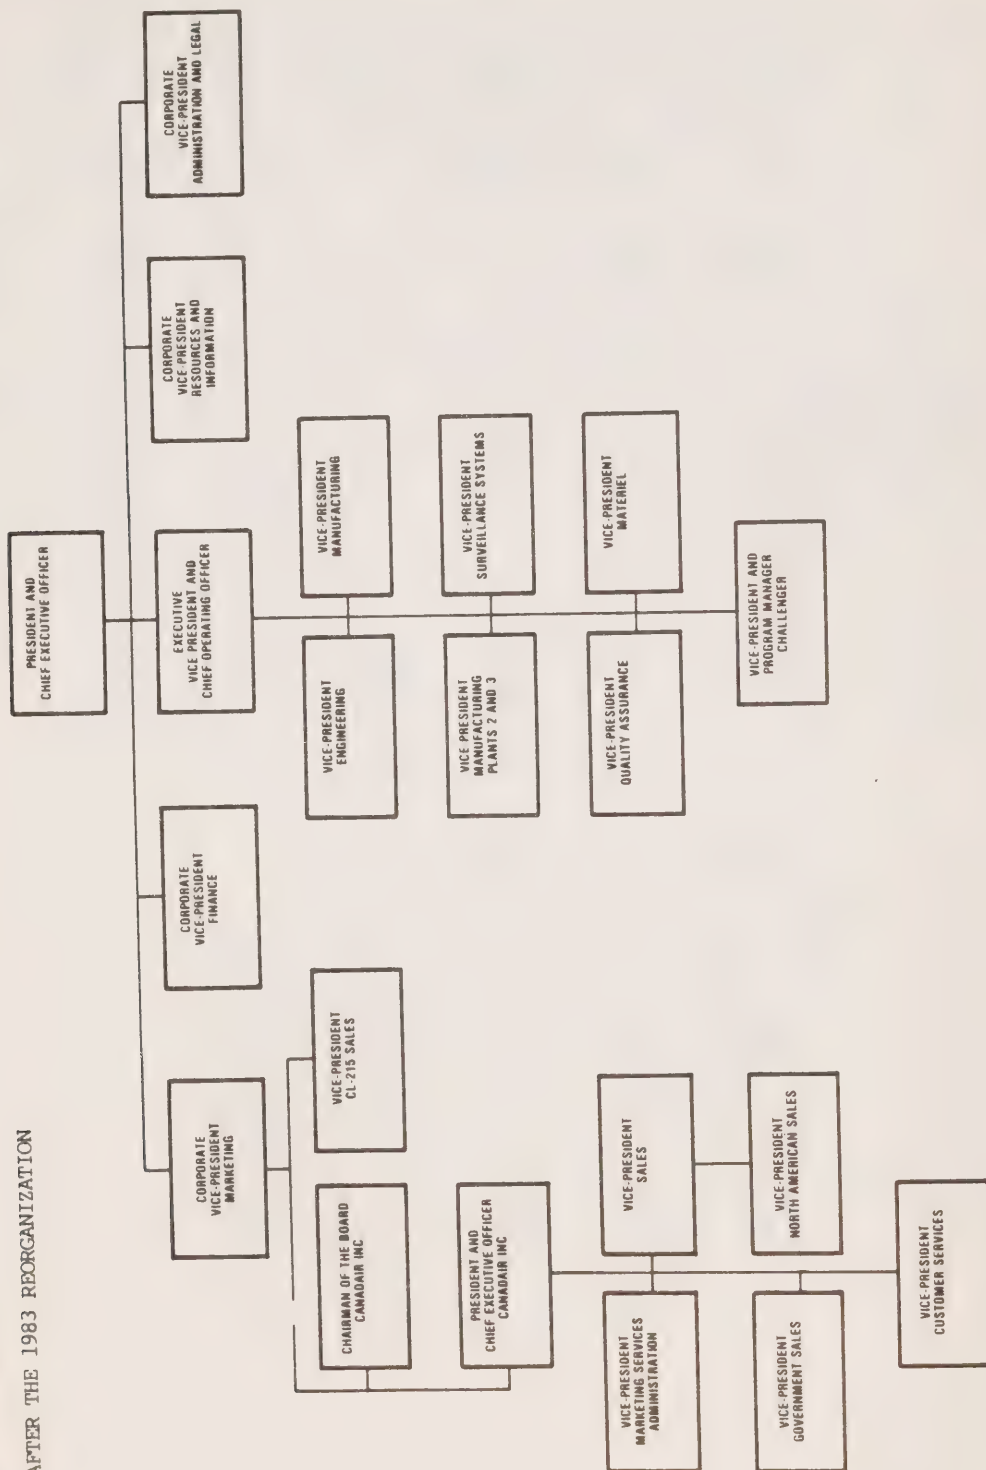 AFTER THE 1983 REORGANIZATION
PRESIDENT AND
CHIEF EXECUTIVE OFFICER
CORPORATE
VICE-PRESIDENT
MARKETING
CORPORATE
VICE-PRESIDENT
FINANCE
EXECUTIVE
VICE PRESIDENT AND
CHIEF OPERATING OFFICER
CORPORATE
VICE-PRESIDENT
RESOURCES AND
INFORMATION
CORPORATE
VICE-PRESIDENT
ADMINISTRATION AND LEGAL
CHAIRMAN OF THE BOARD
CANADAIR INC
VICE-PRESIDENT
CL-215 SALES
VICE-PRESIDENT
ENGINEERING
VICE-PRESIDENT
MANUFACTURING
PRESIDENT AND
CHIEF EXECUTIVE OFFICER
CANADAIR INC
VICE PRESIDENT
MANUFACTURING
PLANTS 2 AND 3
VICE-PRESIDENT
SURVEILLANCE SYSTEMS
VICE-PRESIDENT
MARKETING SERVICES
ADMINISTRATION
VICE-PRESIDENT
SALES
VICE-PRESIDENT
QUALITY ASSURANCE
VICE-PRESIDENT
MATERIEL
VICE-PRESIDENT
GOVERNMENT SALES
VICE-PRESIDENT
NORTH AMERICAN SALES
VICE-PRESIDENT AND
PROGRAM MANAGER
CHALLENGER
VICE-PRESIDENT
CUSTOMER SERVICES